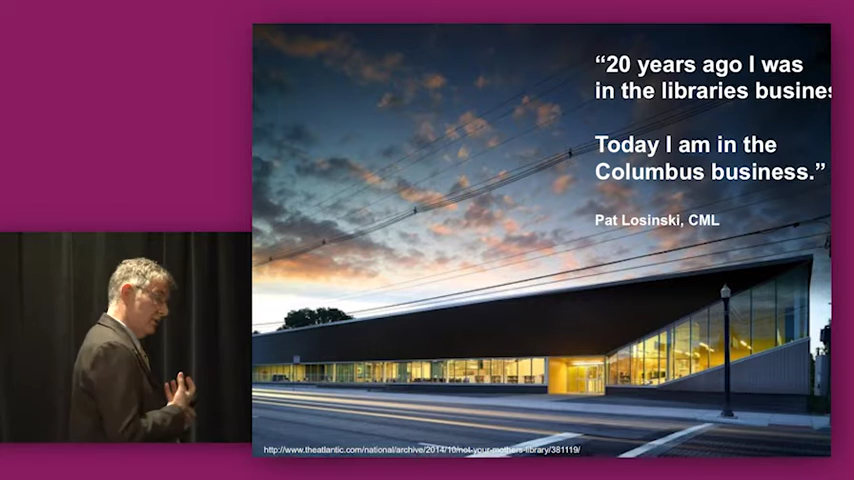 “20 years ago I was
in the libraries busines
Today I am in the
Columbus business.”
Pat Losinski, CML
http://www.theatlantic.com/national/archive/2014/10/not-your-mothers-library/381119/